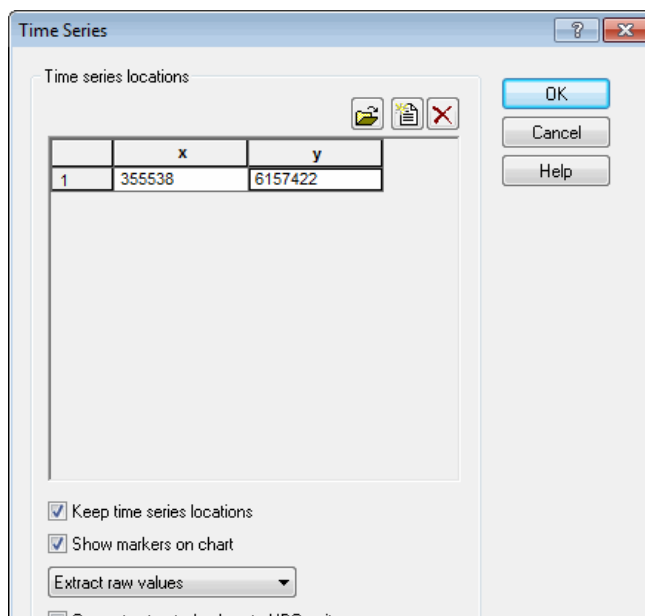 Time Series
Time series locations
OK
Cancel
Help
x y
1 355538 6157422
Keep time series locations
Show markers on chart
Extract raw values